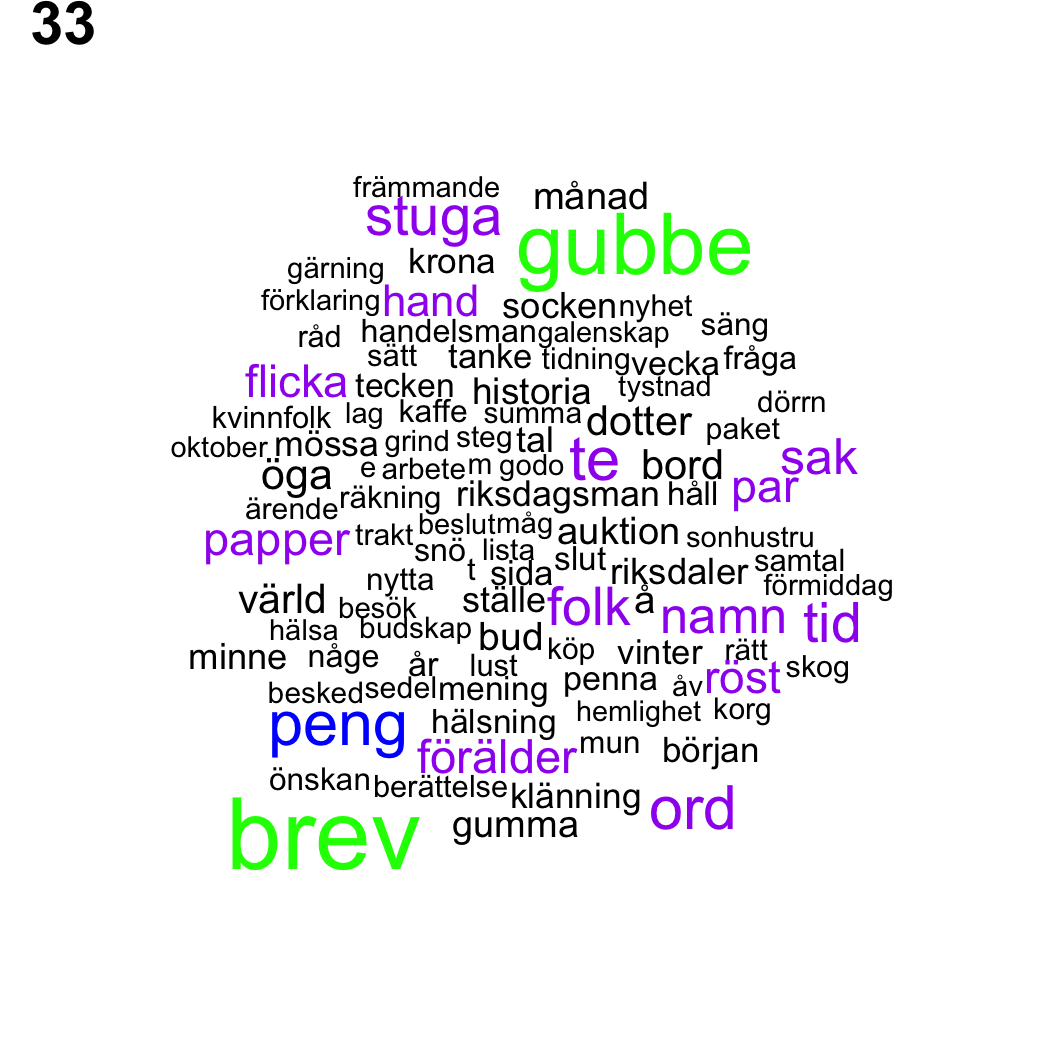 33
främmande månad
stuga gubbe
gärning krona
förklaring hand socken nyhet
råd handelsman galenskap säng
sätt tanke tidning vecka fråga
flicka tecken historia tystnad
kvinnfolk lag kaffe summa dotter dörrn
oktober mössa grind steg tal paket
öga e arbete m godo te bord sak
ärende räkning riksdagsman håll par
papper trakt beslut måg auktion sonhustru
snö lista slut samtal
nytta t sida riksdaler förmiddag
värld besök ställe folk å namn tid
hälsa budskap bud köp vinter rätt
minne någe år lust penna åv röst skog
besked sedel mening
peng hälsning hemlighet korg
förälder mun början
önskan berättelse klänning ord
brev gumma